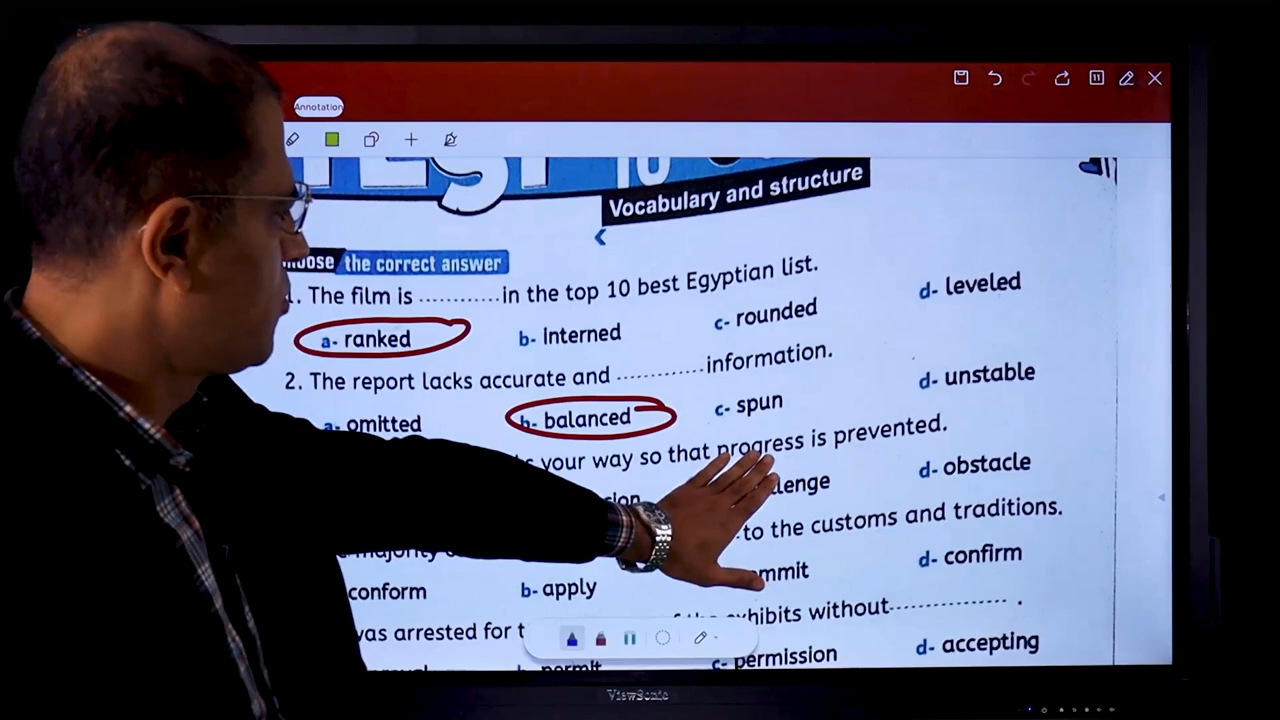 Annotation
TEST 10
Vocabulary and structure
the correct answer
1. The film is ............ in the top 10 best Egyptian list.
a- ranked b- Interned c- rounded d- leveled
2. The report lacks accurate and ............ information.
a- omitted b- balanced c- spun d- unstable
your way so that progress is prevented.
d- obstacle
to the customs and traditions.
conform b- apply d- confirm
was arrested for exhibits without ................ .
b- permit c- permission d- accepting
ViewSonic